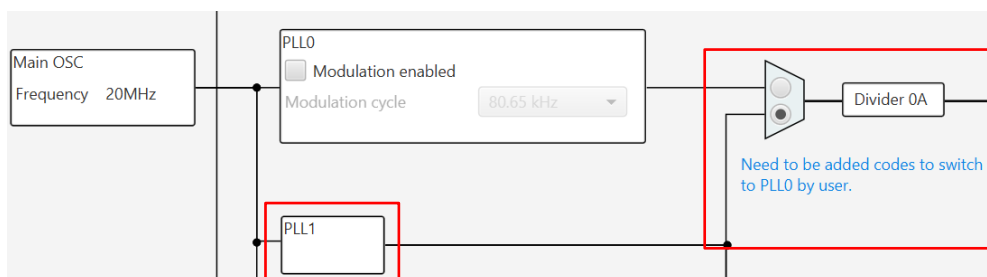 PLL0
Main OSC
Modulation enabled
Frequency 20MHz
Modulation cycle 80.65 kHz
Divider 0A
Need to be added codes to switch
to PLL0 by user.
PLL1